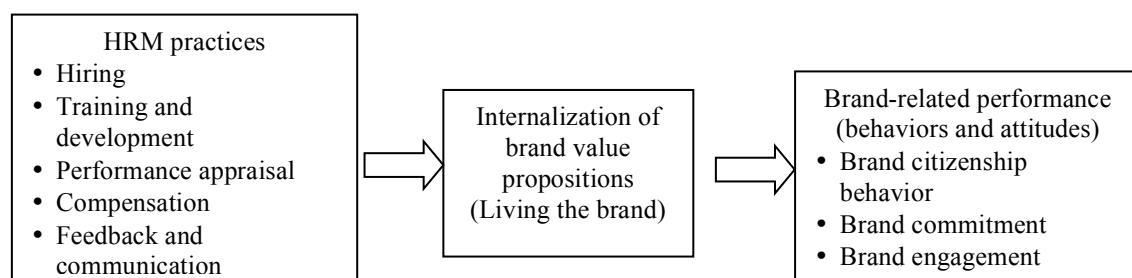 HRM practices
• Hiring
• Training and
development
• Performance appraisal
• Compensation
• Feedback and
communication
Internalization of
brand value
propositions
(Living the brand)
Brand-related performance
(behaviors and attitudes)
• Brand citizenship
behavior
• Brand commitment
• Brand engagement